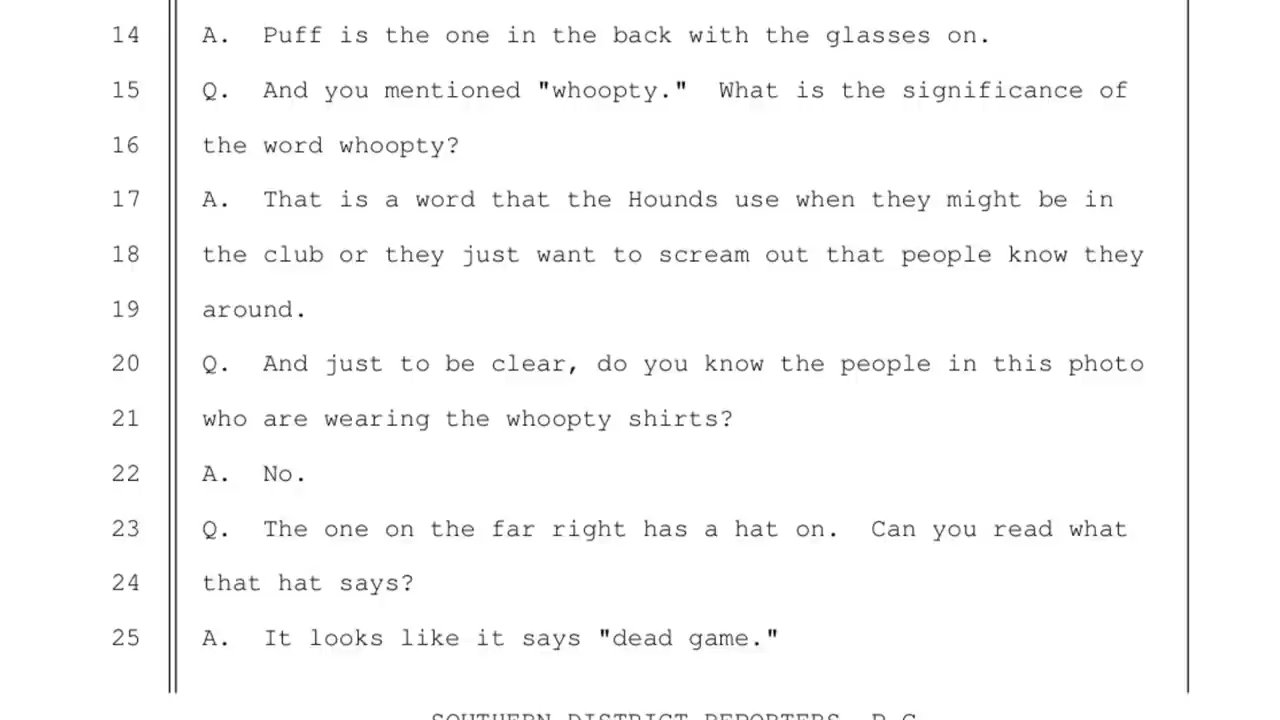 14 A. Puff is the one in the back with the glasses on.
15 Q. And you mentioned "whoopty." What is the significance of
16 the word whoopty?
17 A. That is a word that the Hounds use when they might be in
18 the club or they just want to scream out that people know they
19 around.
20 Q. And just to be clear, do you know the people in this photo
21 who are wearing the whoopty shirts?
22 A. No.
23 Q. The one on the far right has a hat on. Can you read what
24 that hat says?
25 A. It looks like it says "dead game."
SOUTHERN DISTRICT REPORTERS, P.C.